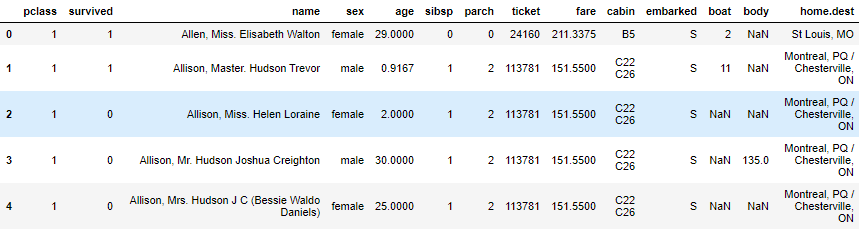 pclass survived name sex age sibsp parch ticket fare cabin embarked boat body home.dest
0 1 1 Allen, Miss. Elisabeth Walton female 29.0000 0 0 24160 211.3375 B5 S 2 NaN St Louis, MO
1 1 1 Allison, Master. Hudson Trevor male 0.9167 1 2 113781 151.5500 C22 C26 S 11 NaN Montreal, PQ / Chesterville, ON
2 1 0 Allison, Miss. Helen Loraine female 2.0000 1 2 113781 151.5500 C22 C26 S NaN NaN Montreal, PQ / Chesterville, ON
3 1 0 Allison, Mr. Hudson Joshua Creighton male 30.0000 1 2 113781 151.5500 C22 C26 S NaN 135.0 Montreal, PQ / Chesterville, ON
4 1 0 Allison, Mrs. Hudson J C (Bessie Waldo Daniels) female 25.0000 1 2 113781 151.5500 C22 C26 S NaN NaN Montreal, PQ / Chesterville, ON